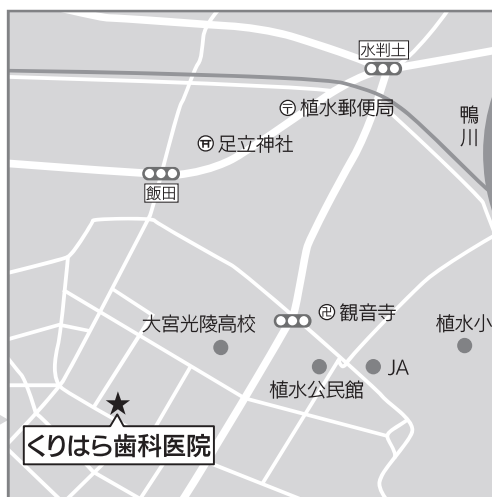 水判土
植水郵便局
鴨川
足立神社
飯田
観音寺
大宮光陵高校
植水小
JA
植水公民館
くりはら歯科医院